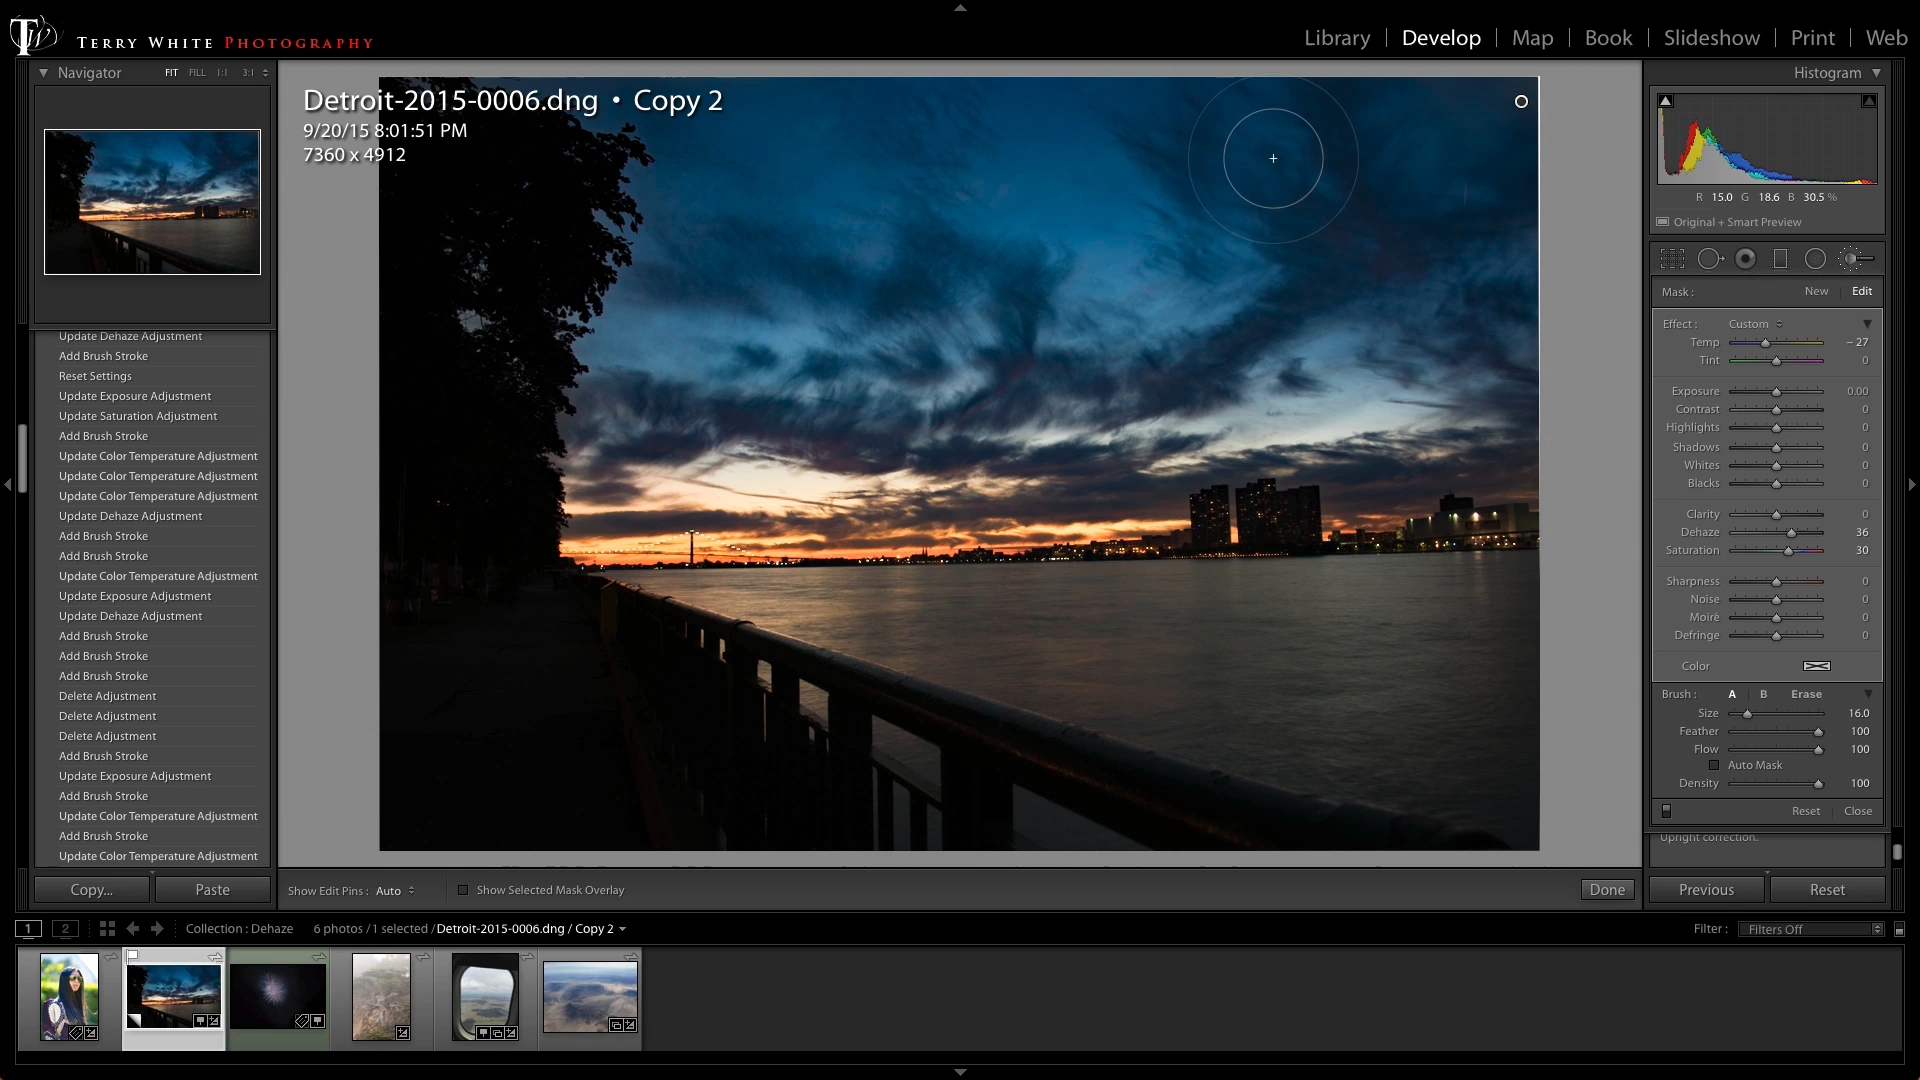 TW TERRY WHITE PHOTOGRAPHY
Library | Develop | Map | Book | Slideshow | Print | Web
Navigator FIT FILL 1:1 3:1
Histogram
Detroit-2015-0006.dng • Copy 2
9/20/15 8:01:51 PM
7360 x 4912
R 15.0 G 18.6 B 30.5 %
Original + Smart Preview
Mask : New Edit
Effect : Custom
Temp – 27
Tint 0
Exposure 0.00
Contrast 0
Highlights 0
Shadows 0
Whites 0
Blacks 0
Clarity 0
Dehaze 36
Saturation 30
Sharpness 0
Noise 0
Moiré 0
Defringe 0
Color
Brush : A B Erase
Size 16.0
Feather 100
Flow 100
Auto Mask
Density 100
Reset Close
Upright correction.
Previous Reset
Update Dehaze Adjustment
Add Brush Stroke
Reset Settings
Update Exposure Adjustment
Update Saturation Adjustment
Add Brush Stroke
Update Color Temperature Adjustment
Update Color Temperature Adjustment
Update Color Temperature Adjustment
Update Dehaze Adjustment
Add Brush Stroke
Add Brush Stroke
Update Color Temperature Adjustment
Update Exposure Adjustment
Update Dehaze Adjustment
Add Brush Stroke
Add Brush Stroke
Add Brush Stroke
Delete Adjustment
Delete Adjustment
Delete Adjustment
Add Brush Stroke
Update Exposure Adjustment
Add Brush Stroke
Update Color Temperature Adjustment
Add Brush Stroke
Update Color Temperature Adjustment
Copy... Paste
Show Edit Pins : Auto Show Selected Mask Overlay Done
1 2 Collection : Dehaze 6 photos / 1 selected / Detroit-2015-0006.dng / Copy 2 Filter : Filters Off